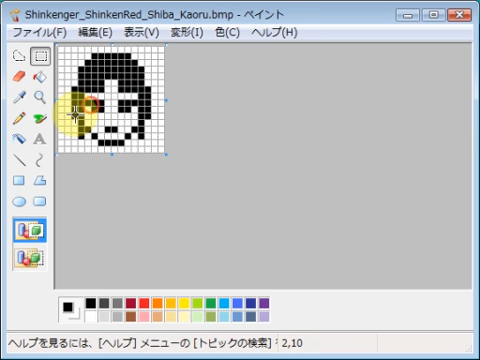 Shinkenger_ShinkenRed_Shiba_Kaoru.bmp - ペイント
ファイル(F) 編集(E) 表示(V) 変形(I) 色(C) ヘルプ(H)
A
ヘルプを見るには、[ヘルプ] メニューの [トピックの検索] 2,10